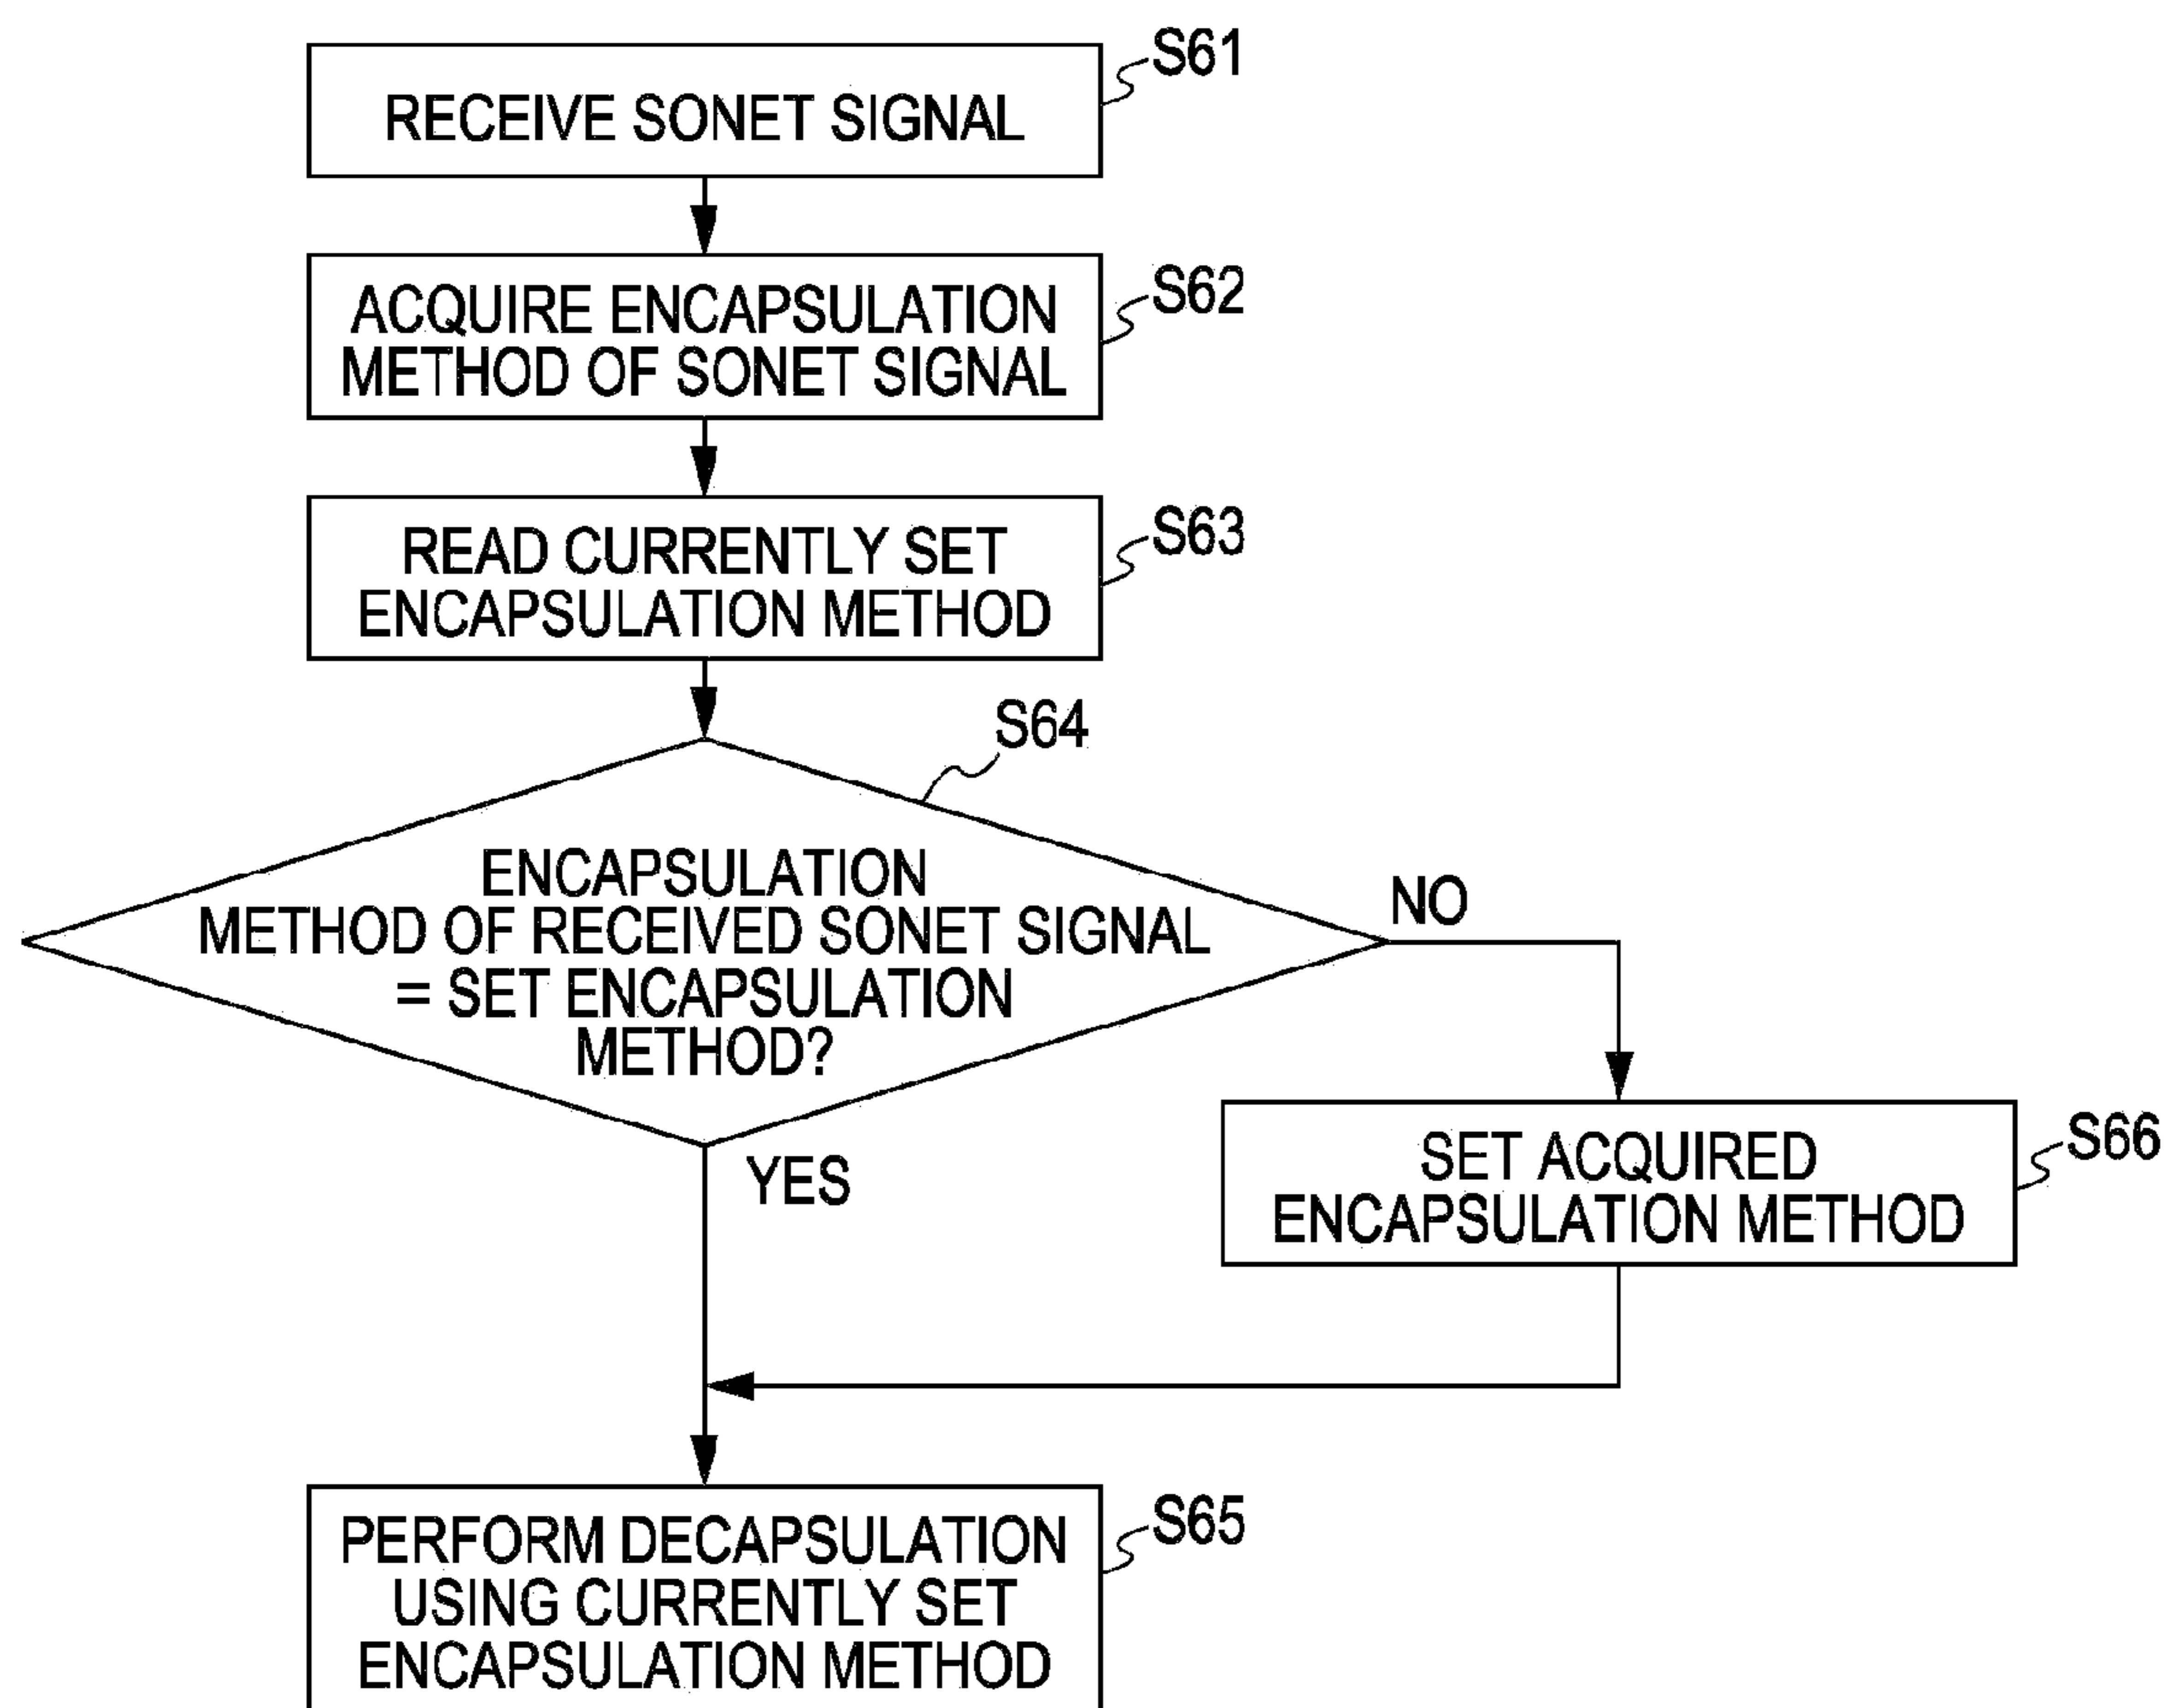 S61
RECEIVE SONET SIGNAL
S62
ACQUIRE ENCAPSULATION
METHOD OF SONET SIGNAL
S63
READ CURRENTLY SET
ENCAPSULATION METHOD
S64
ENCAPSULATION
METHOD OF RECEIVED SONET SIGNAL
= SET ENCAPSULATION
METHOD?
NO
YES
SET ACQUIRED
ENCAPSULATION METHOD
S66
S65
PERFORM DECAPSULATION
USING CURRENTLY SET
ENCAPSULATION METHOD